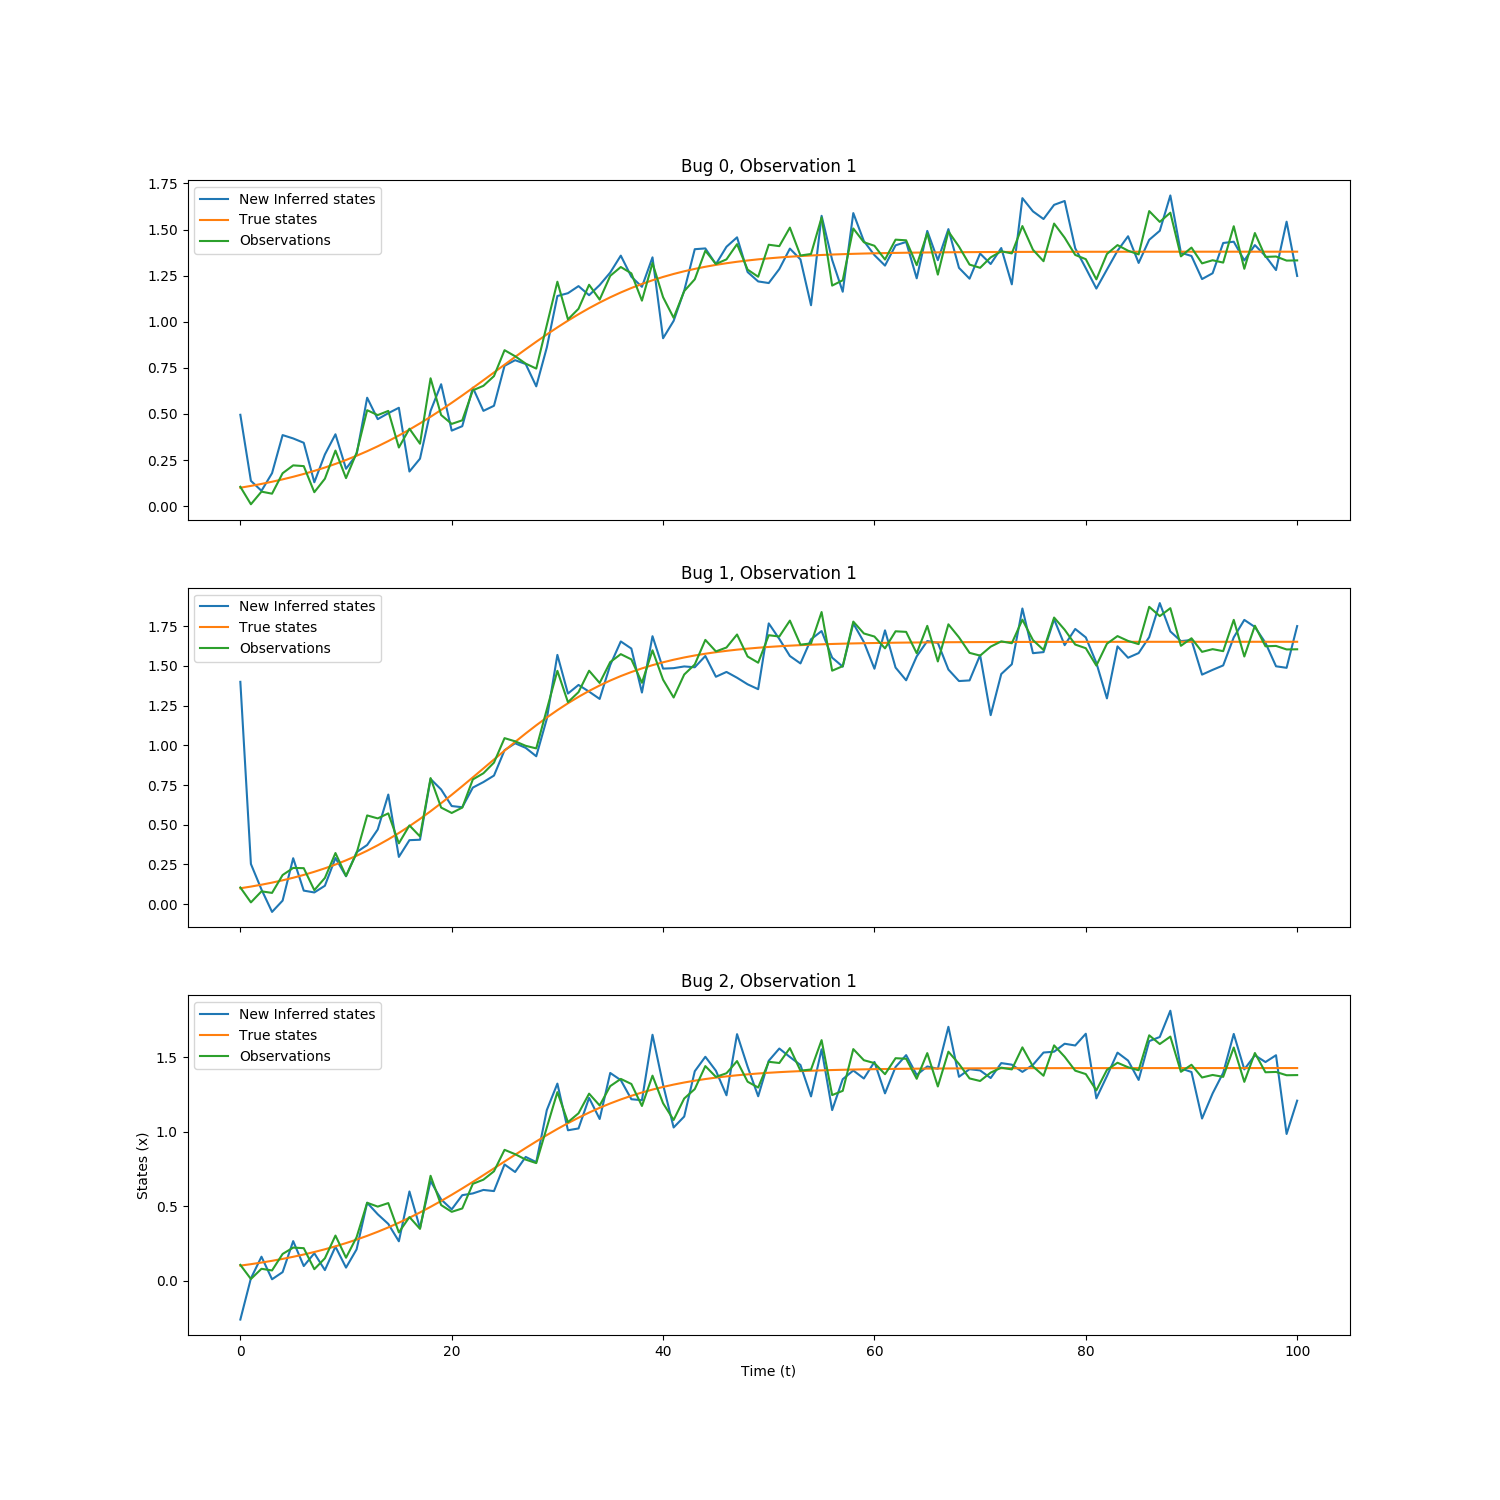 Bug 0, Observation 1
New Inferred states
True states
Observations
1.75
1.50
1.25
1.00
0.75
0.50
0.25
0.00
Bug 1, Observation 1
New Inferred states
True states
Observations
1.75
1.50
1.25
1.00
0.75
0.50
0.25
0.00
Bug 2, Observation 1
New Inferred states
True states
Observations
1.5
1.0
0.5
0.0
States (x)
0 20 40 60 80 100
Time (t)